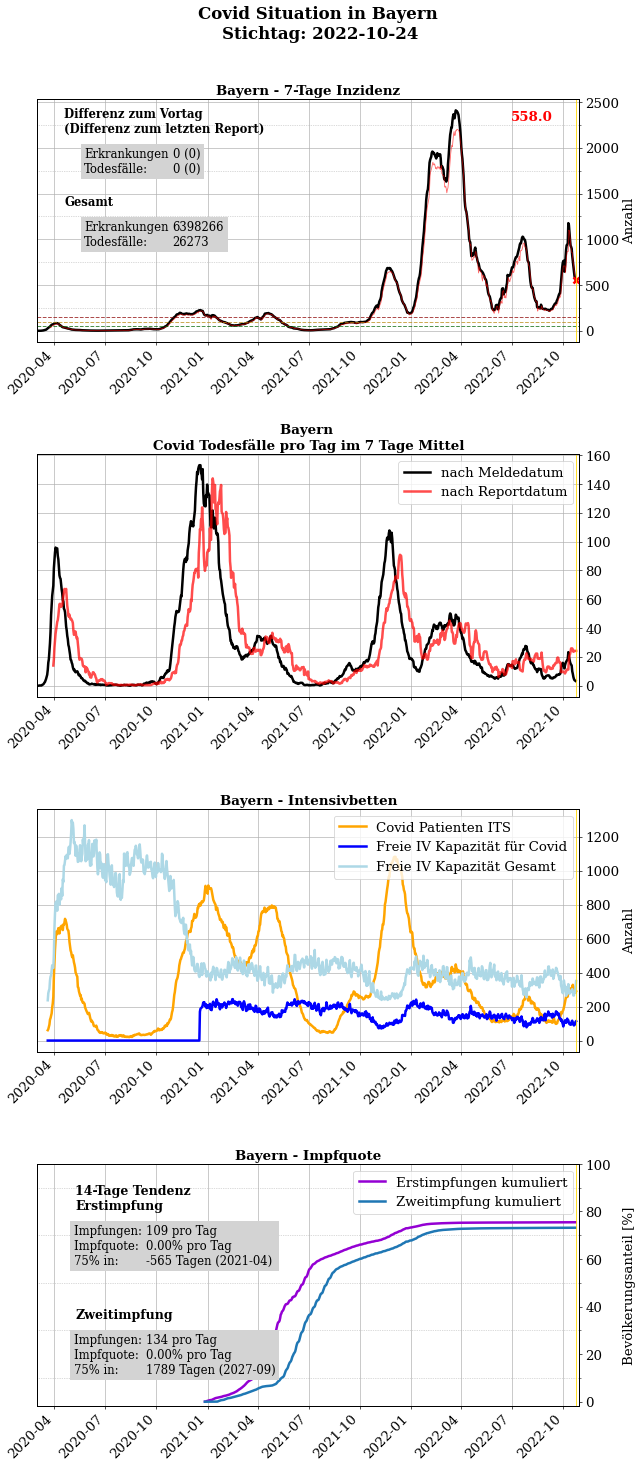 Covid Situation in Bayern
Stichtag: 2022-10-24
Bayern - 7-Tage Inzidenz
Differenz zum Vortag
(Differenz zum letzten Report)
Erkrankungen 0 (0)
Todesfälle: 0 (0)
Gesamt
Erkrankungen 6398266
Todesfälle: 26273
558.0
2500
2000
1500
1000
500
0
Anzahl
2020-04 2020-07 2020-10 2021-01 2021-04 2021-07 2021-10 2022-01 2022-04 2022-07 2022-10
Bayern
Covid Todesfälle pro Tag im 7 Tage Mittel
nach Meldedatum
nach Reportdatum
160
140
120
100
80
60
40
20
0
2020-04 2020-07 2020-10 2021-01 2021-04 2021-07 2021-10 2022-01 2022-04 2022-07 2022-10
Bayern - Intensivbetten
Covid Patienten ITS
Freie IV Kapazität für Covid
Freie IV Kapazität Gesamt
1200
1000
800
600
400
200
0
Anzahl
2020-04 2020-07 2020-10 2021-01 2021-04 2021-07 2021-10 2022-01 2022-04 2022-07 2022-10
Bayern - Impfquote
14-Tage Tendenz
Erstimpfung
Impfungen: 109 pro Tag
Impfquote: 0.00% pro Tag
75% in: -565 Tagen (2021-04)
Zweitimpfung
Impfungen: 134 pro Tag
Impfquote: 0.00% pro Tag
75% in: 1789 Tagen (2027-09)
Erstimpfungen kumuliert
Zweitimpfung kumuliert
100
80
60
40
20
0
Bevölkerungsanteil [%]
2020-04 2020-07 2020-10 2021-01 2021-04 2021-07 2021-10 2022-01 2022-04 2022-07 2022-10